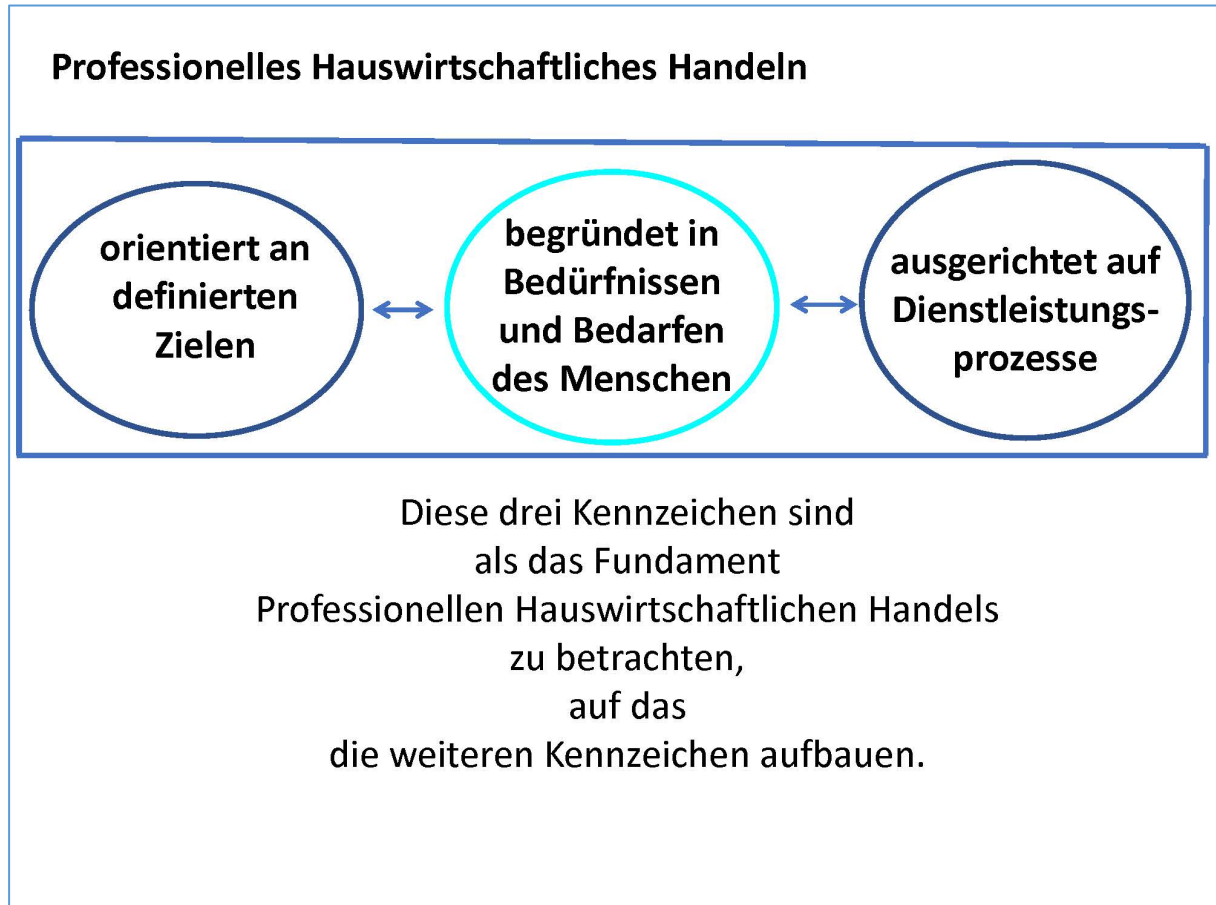 Professionelles Hauswirtschaftliches Handeln
orientiert an
definierten
Zielen
begründet in
Bedürfnissen
und Bedarfen
des Menschen
ausgerichtet auf
Dienstleistungs-
prozesse
Diese drei Kennzeichen sind
als das Fundament
Professionellen Hauswirtschaftlichen Handels
zu betrachten,
auf das
die weiteren Kennzeichen aufbauen.